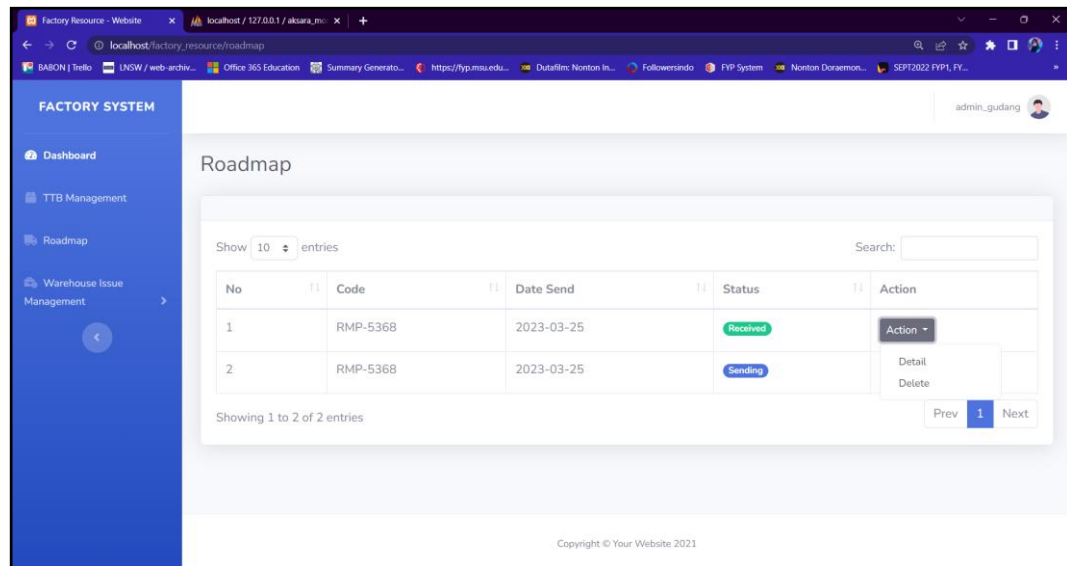 Factory Resource - Website
localhost / 127.0.0.1 / aksara_mo
localhost/factory_resource/roadmap
BABON | Trello
LNSW / web-archiv...
Office 365 Education
Summary Generato...
https://fyp.msu.edu...
Dutafilm: Nonton In...
Followersindo
FYP System
Nonton Doraemon...
SEPT2022 FYP1, FY...
FACTORY SYSTEM
admin_gudang
Dashboard
TTB Management
Roadmap
Warehouse Issue
Management
Roadmap
Show 10 entries
Search:
No Code Date Send Status Action
1 RMP-5368 2023-03-25 Received Action
Detail
Delete
2 RMP-5368 2023-03-25 Sending
Showing 1 to 2 of 2 entries
Prev 1 Next
Copyright © Your Website 2021